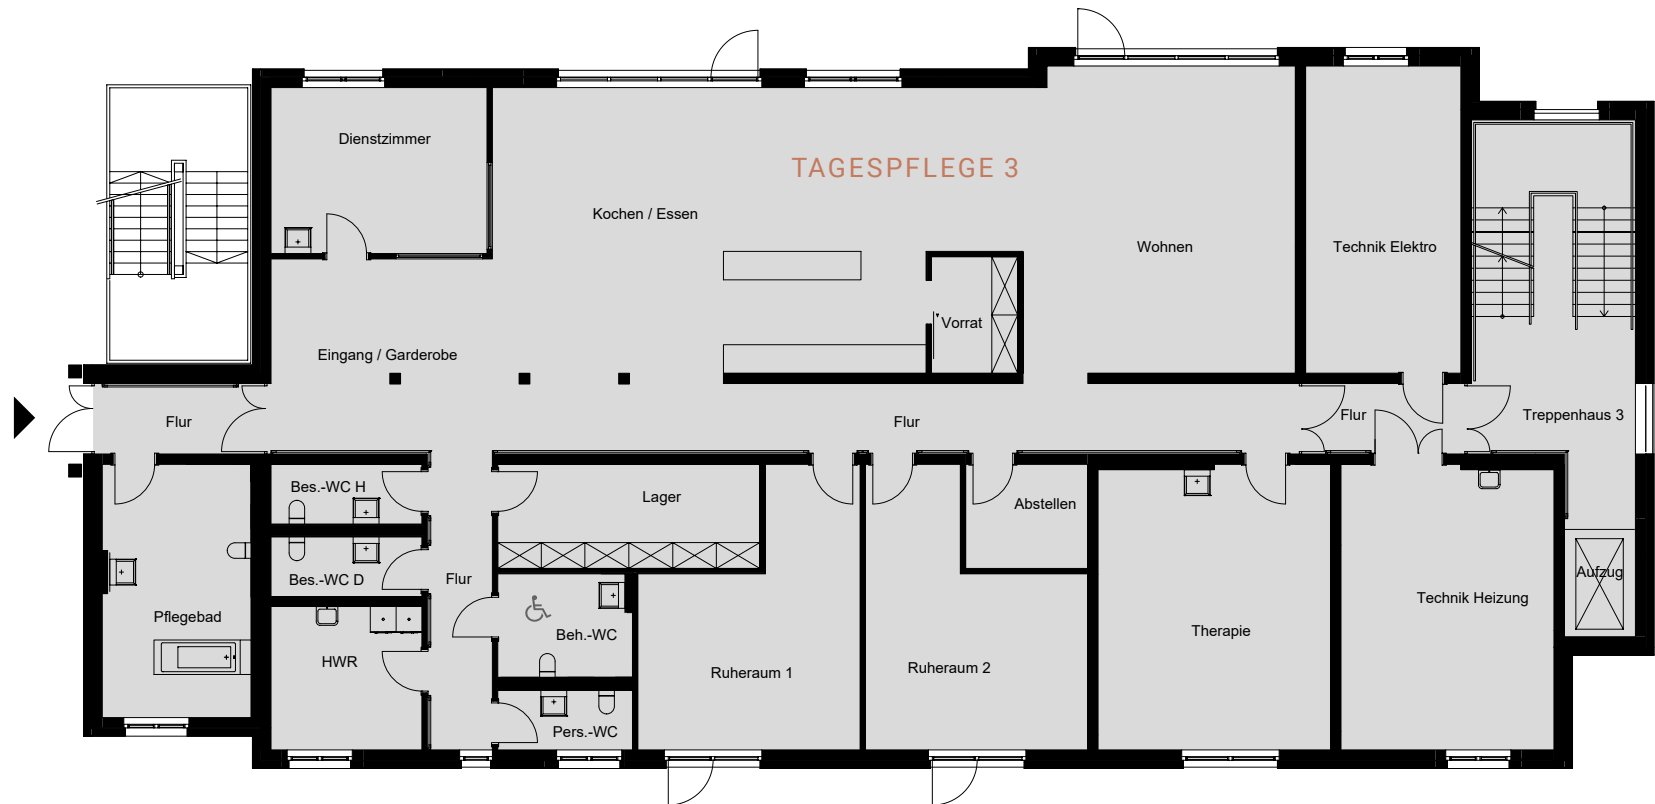 Dienstzimmer
TAGESPFLEGE 3
Kochen / Essen
Wohnen
Technik Elektro
Vorrat
Eingang / Garderobe
Flur
Flur
Flur
Treppenhaus 3
Bes.-WC H
Lager
Abstellen
Bes.-WC D
Flur
Aufzug
Technik Heizung
Pflegebad
Beh.-WC
Therapie
HWR
Ruheraum 1
Ruheraum 2
Pers.-WC